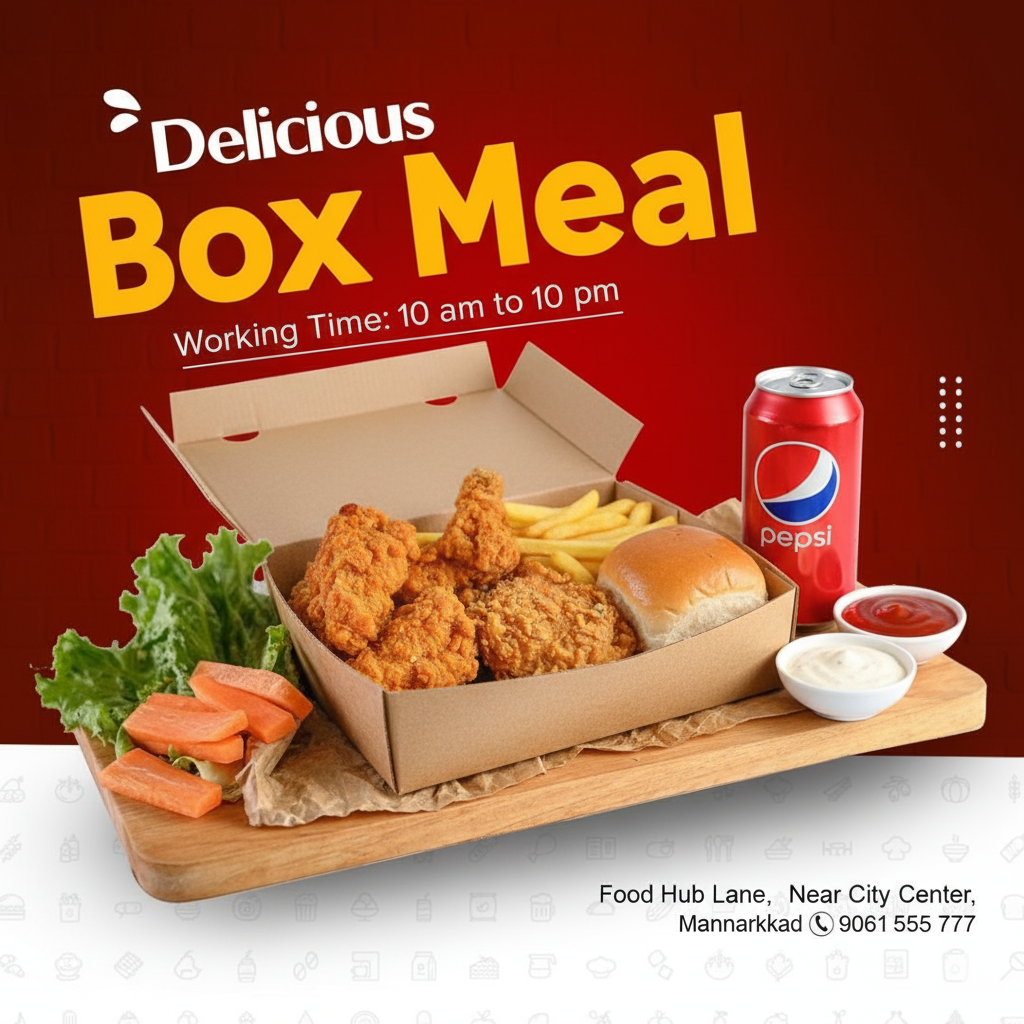 Delicious
Box Meal
Working Time: 10 am to 10 pm
pepsi
Food Hub Lane, Near City Center,
Mannarkkad 9061 555 777